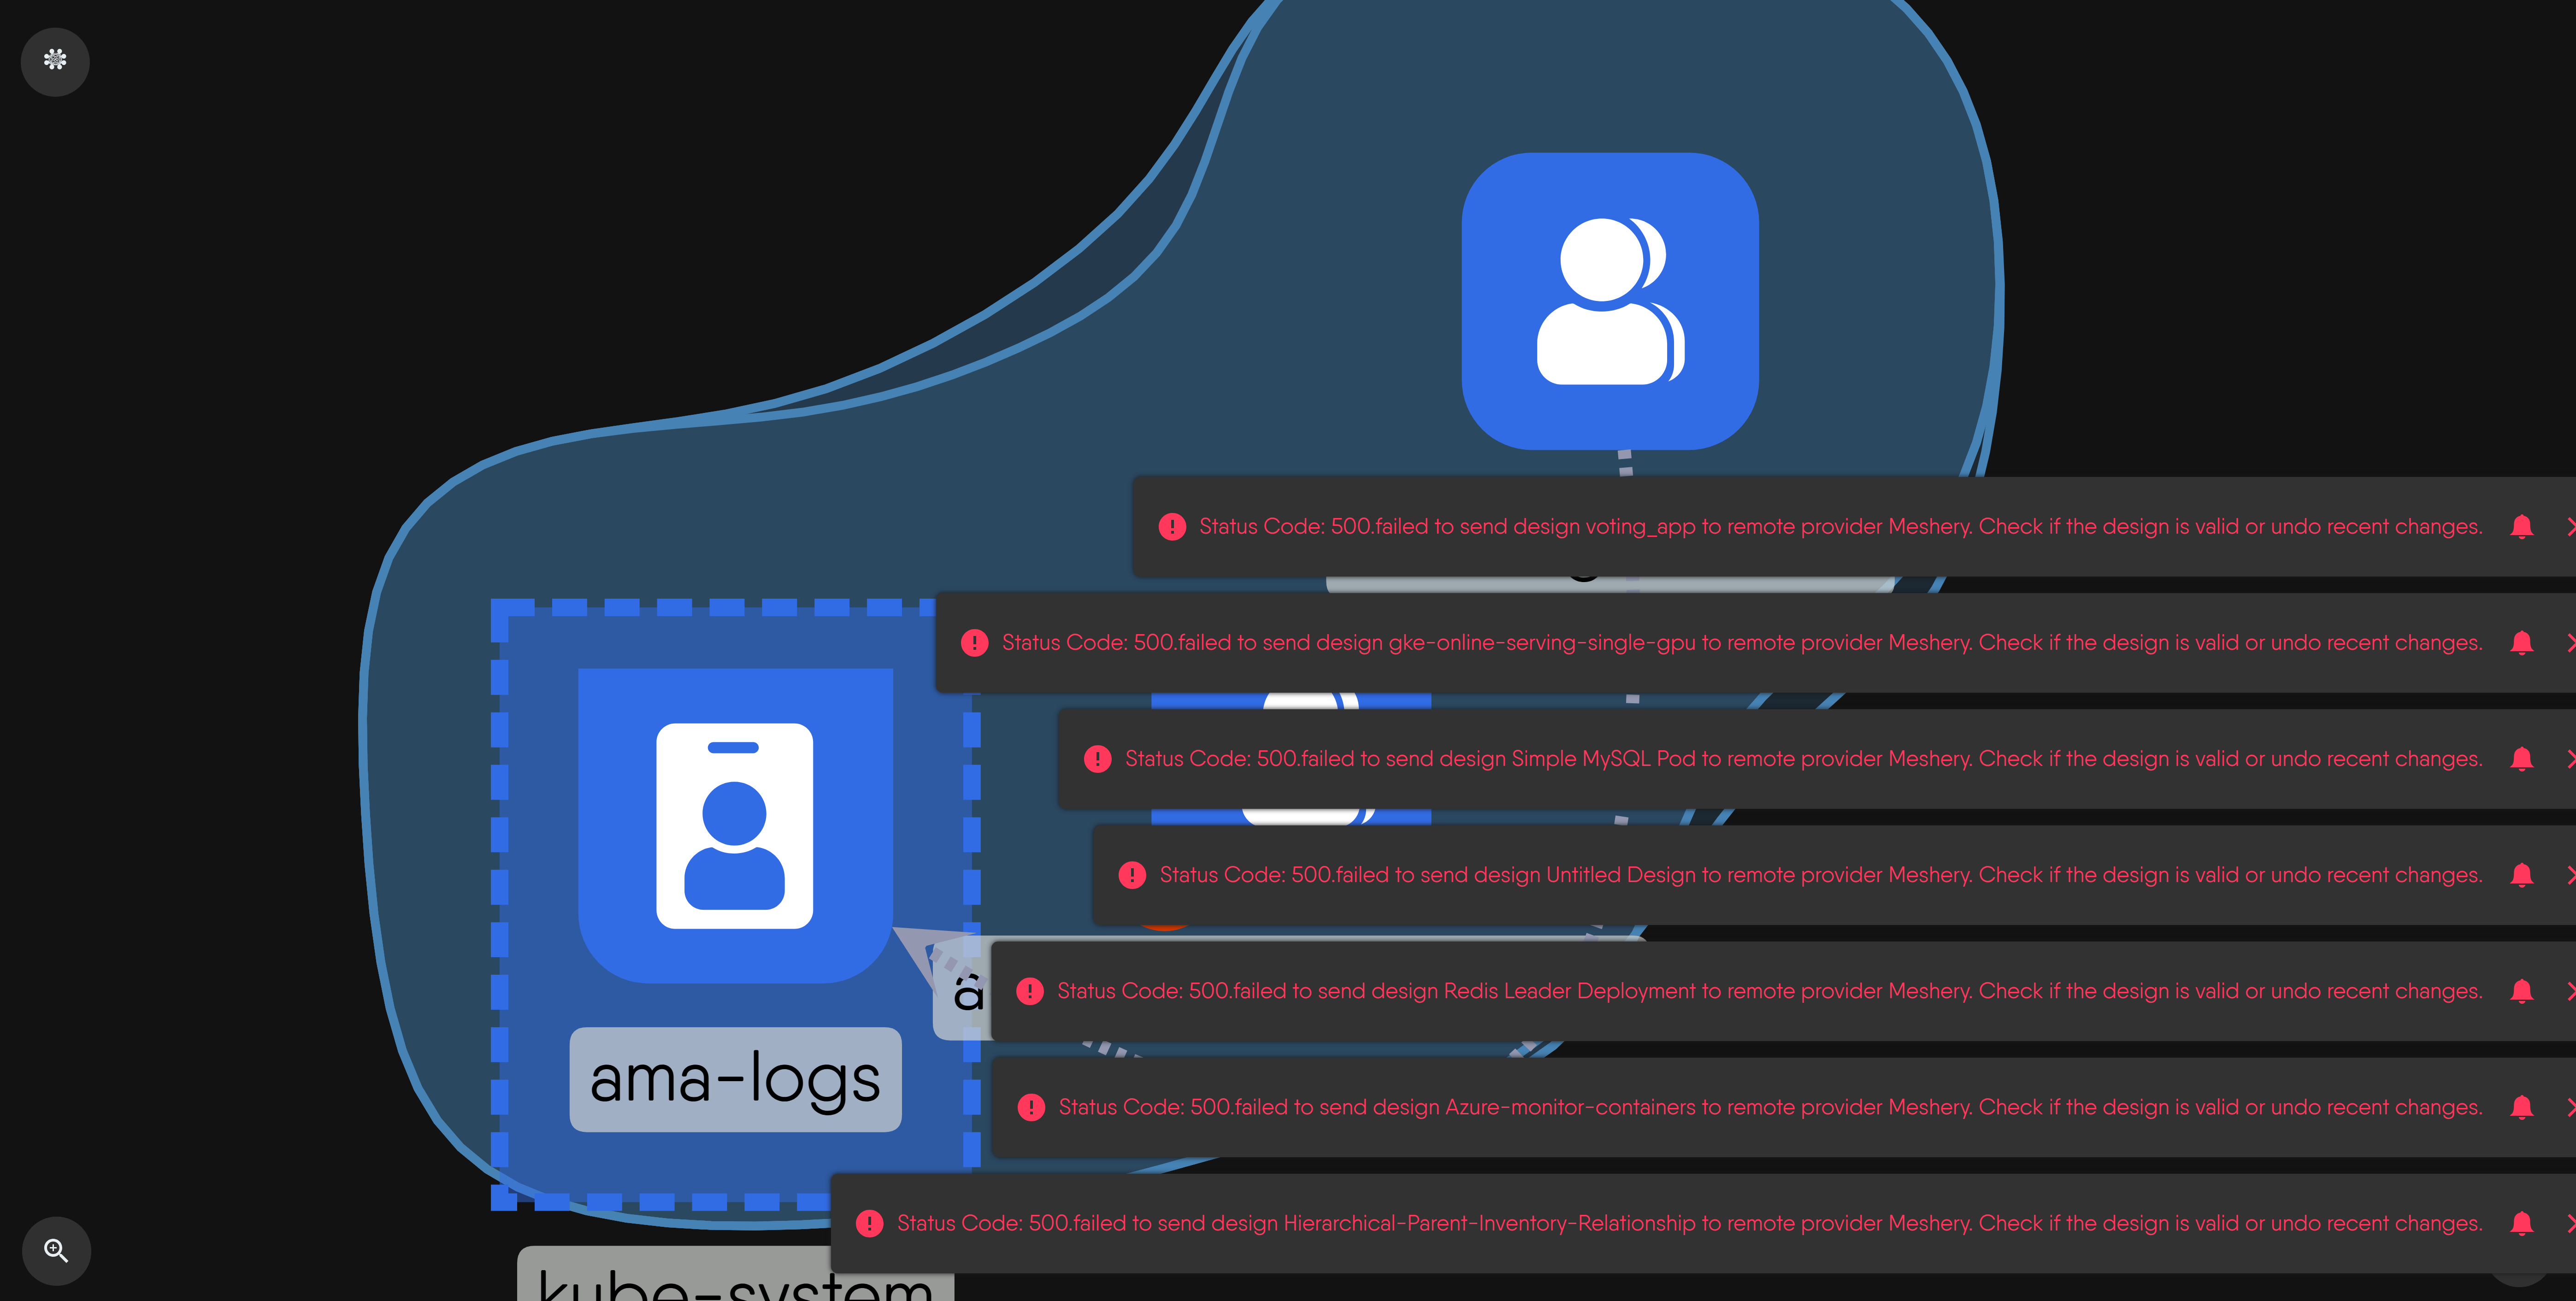 Status Code: 500.failed to send design voting_app to remote provider Meshery. Check if the design is valid or undo recent changes.
Status Code: 500.failed to send design gke-online-serving-single-gpu to remote provider Meshery. Check if the design is valid or undo recent changes.
Status Code: 500.failed to send design Simple MySQL Pod to remote provider Meshery. Check if the design is valid or undo recent changes.
Status Code: 500.failed to send design Untitled Design to remote provider Meshery. Check if the design is valid or undo recent changes.
a
Status Code: 500.failed to send design Redis Leader Deployment to remote provider Meshery. Check if the design is valid or undo recent changes.
ama-logs
Status Code: 500.failed to send design Azure-monitor-containers to remote provider Meshery. Check if the design is valid or undo recent changes.
Status Code: 500.failed to send design Hierarchical-Parent-Inventory-Relationship to remote provider Meshery. Check if the design is valid or undo recent changes.
kube-system